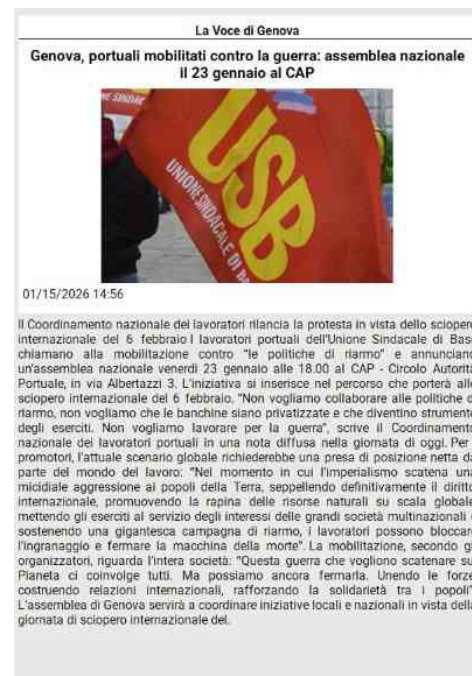 La Voce di Genova
Genova, portuali mobilitati contro la guerra: assemblea nazionale
il 23 gennaio al CAP
USB
UNIONE SINDACALE DI
01/15/2026 14:56
Il Coordinamento nazionale dei lavoratori rilancia la protesta in vista dello sciopero
internazionale del 6 febbraio I lavoratori portuali dell'Unione Sindacale di Base
chiamano alla mobilitazione contro "le politiche di riarmo" e annunciano
un'assemblea nazionale venerdì 23 gennaio alle 18.00 al CAP - Circolo Autorità
Portuale, in via Albertazzi 3. L'iniziativa si inserisce nel percorso che porterà allo
sciopero internazionale del 6 febbraio. "Non vogliamo collaborare alle politiche di
riarmo, non vogliamo che le banchine siano privatizzate e che diventino strumento
degli eserciti. Non vogliamo lavorare per la guerra", scrive il Coordinamento
nazionale dei lavoratori portuali in una nota diffusa nella giornata di oggi. Per i
promotori, l'attuale scenario globale richiederebbe una presa di posizione netta da
parte del mondo del lavoro: "Nel momento in cui l'imperialismo scatena una
micidiale aggressione ai popoli della Terra, seppellendo definitivamente il diritto
internazionale, promuovendo la rapina delle risorse naturali su scala globale,
mettendo gli eserciti al servizio degli interessi delle grandi società multinazionali e
sostenendo una gigantesca campagna di riarmo, i lavoratori possono bloccare
l'ingranaggio e fermare la macchina della morte". La mobilitazione, secondo gli
organizzatori, riguarda l'intera società: "Questa guerra che vogliono scatenare sul
Pianeta ci coinvolge tutti. Ma possiamo ancora fermarla. Unendo le forze,
costruendo relazioni internazionali, rafforzando la solidarietà tra i popoli".
L'assemblea di Genova servirà a coordinare iniziative locali e nazionali in vista della
giornata di sciopero internazionale del.